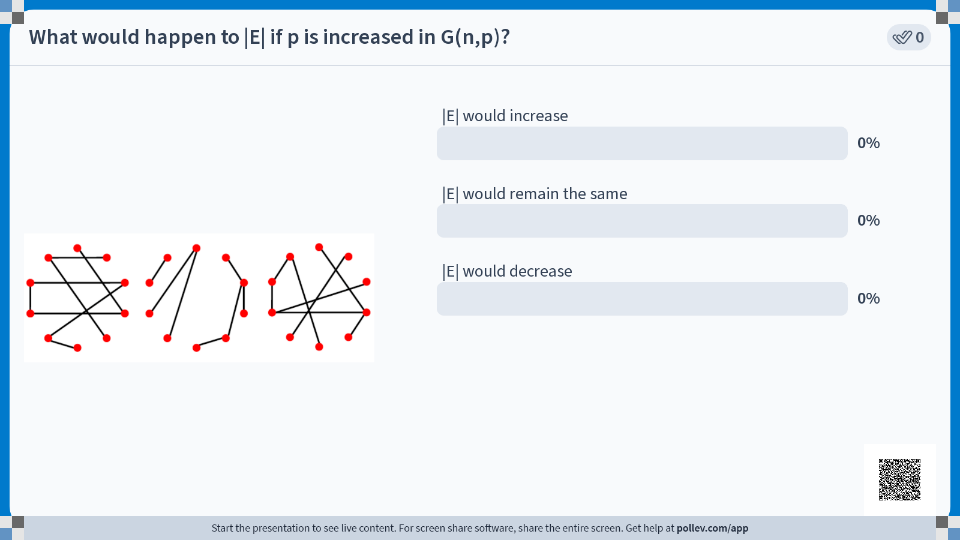 What would happen to |E| if p is increased in G(n,p)?
0
|E| would increase
0%
|E| would remain the same
0%
|E| would decrease
0%
Start the presentation to see live content. For screen share software, share the entire screen. Get help at pollev.com/app